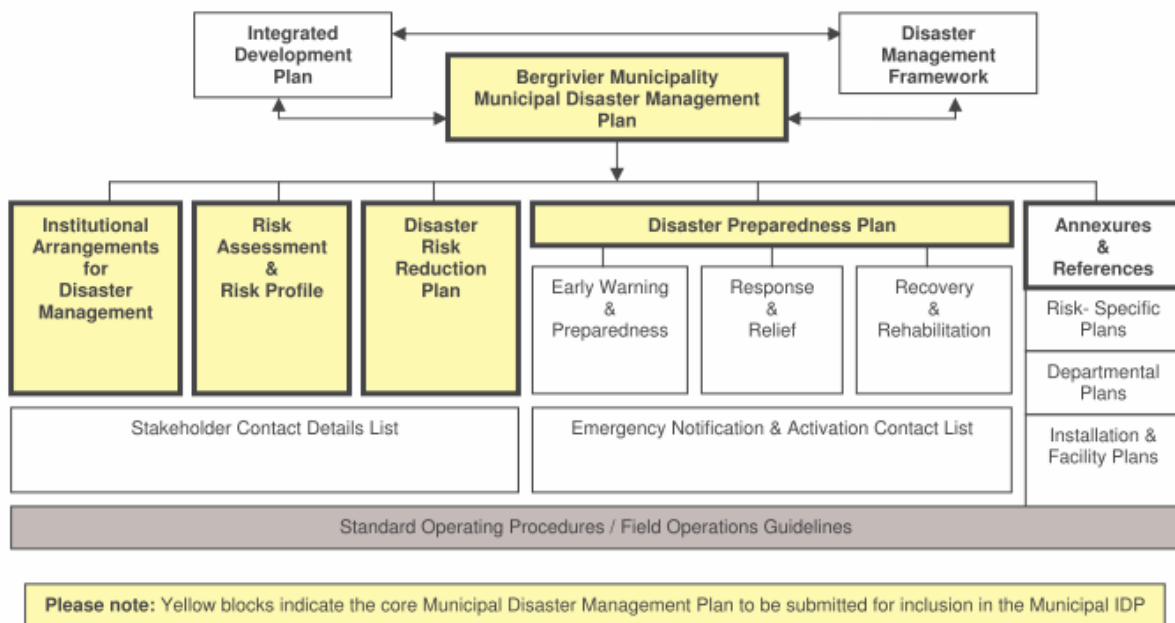 Integrated
Development
Plan
Disaster
Management
Framework
Bergrivier Municipality
Municipal Disaster Management
Plan
Institutional
Arrangements
for
Disaster
Management
Risk
Assessment
&
Risk Profile
Disaster
Risk
Reduction
Plan
Disaster Preparedness Plan
Early Warning
&
Preparedness
Response
&
Relief
Recovery
&
Rehabilitation
Annexures
&
References
Risk- Specific
Plans
Departmental
Plans
Installation &
Facility Plans
Stakeholder Contact Details List
Emergency Notification & Activation Contact List
Standard Operating Procedures / Field Operations Guidelines
Please note: Yellow blocks indicate the core Municipal Disaster Management Plan to be submitted for inclusion in the Municipal IDP